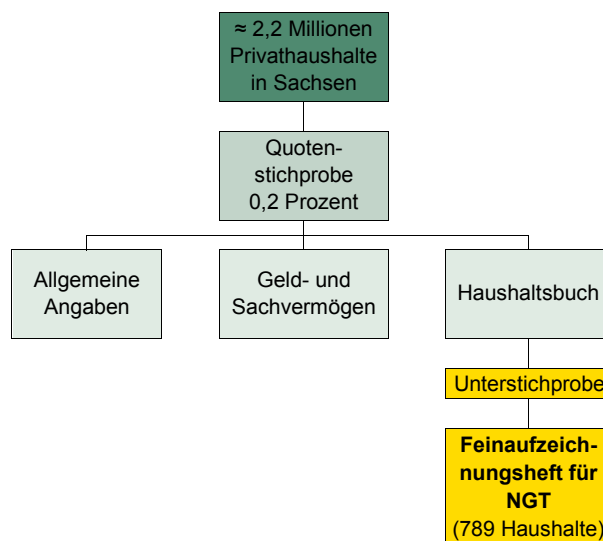 ≈ 2,2 Millionen
Privathaushalte
in Sachsen
Quoten-
stichprobe
0,2 Prozent
Allgemeine
Angaben
Geld- und
Sachvermögen
Haushaltsbuch
Unterstichprobe
Feinaufzeich-
nungsheft für
NGT
(789 Haushalte)